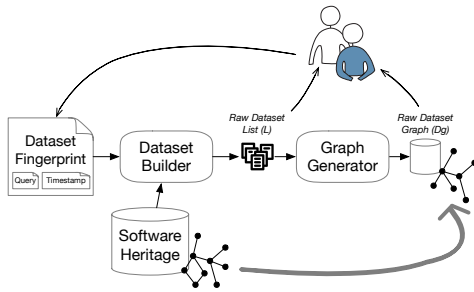 Dataset
Fingerprint
Query
Timestamp
Dataset
Builder
Raw Dataset
List (L)
Graph
Generator
Raw Dataset
Graph (Dg)
Software
Heritage